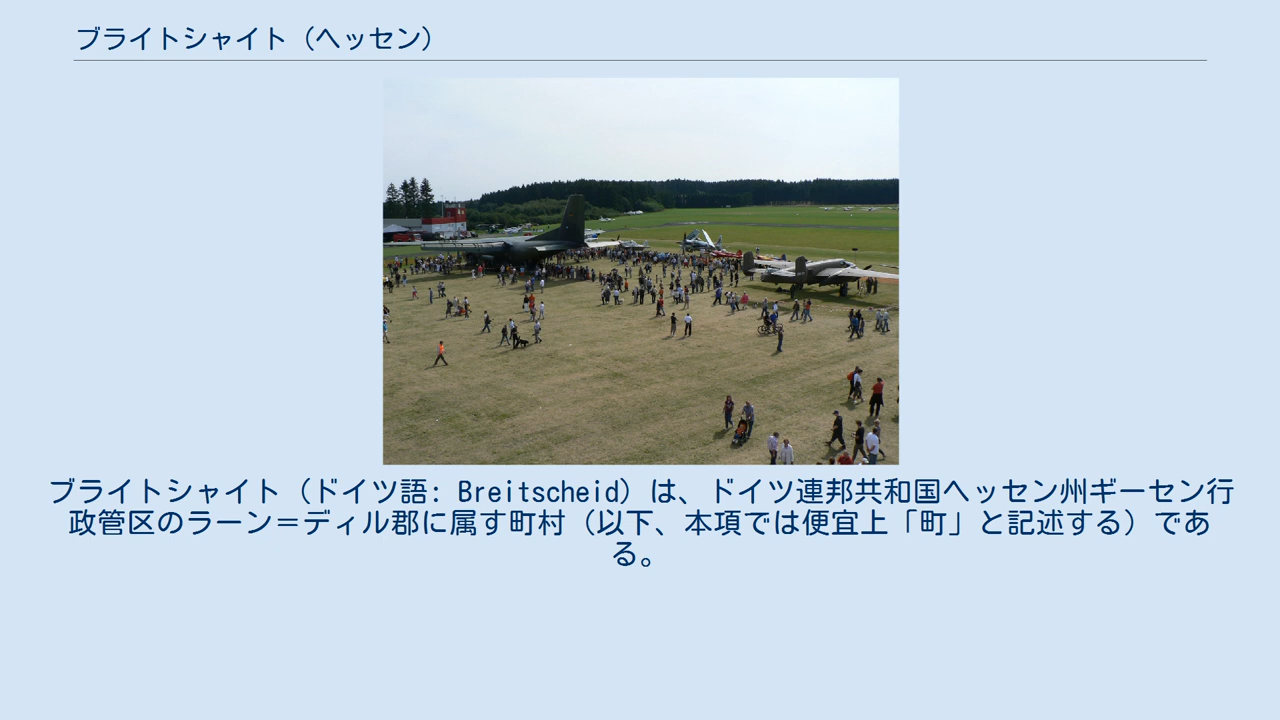 ブライトシャイト（ヘッセン）
ブライトシャイト（ドイツ語: Breitscheid）は、ドイツ連邦共和国ヘッセン州ギーセン行
政管区のラーン＝ディル郡に属す町村（以下、本項では便宜上「町」と記述する）であ
る。